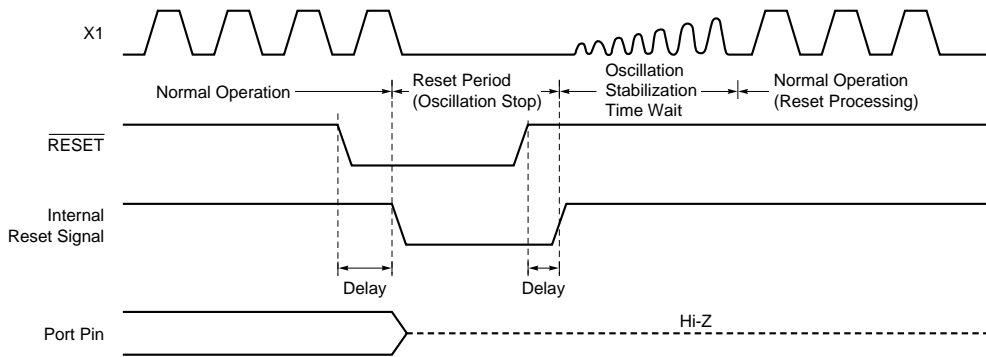 X1
Normal Operation
Reset Period
(Oscillation Stop)
Oscillation
Stabilization
Time Wait
Normal Operation
(Reset Processing)
RESET
Internal
Reset Signal
Delay
Delay
Port Pin
Hi-Z